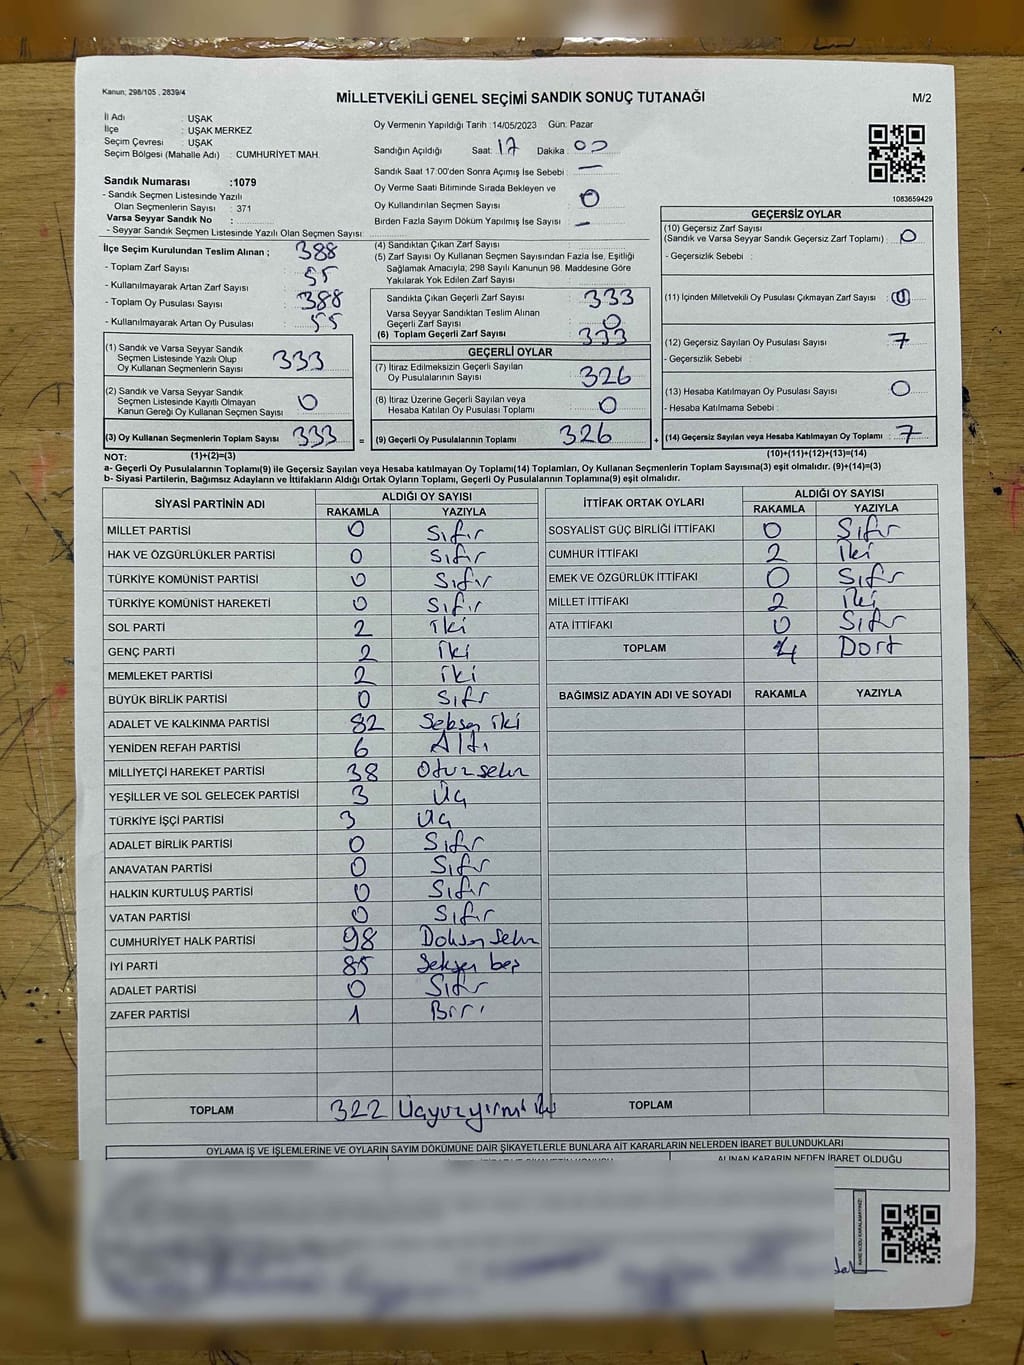 Kanun; 298/105 , 2839/4
MİLLETVEKİLİ GENEL SEÇİMİ SANDIK SONUÇ TUTANAĞI
M/2
İl Adı : UŞAK
İlçe : UŞAK MERKEZ
Seçim Çevresi : UŞAK
Seçim Bölgesi (Mahalle Adı) : CUMHURİYET MAH.
Sandık Numarası :1079
- Sandık Seçmen Listesinde Yazılı
Olan Seçmenlerin Sayısı : 371
Varsa Seyyar Sandık No :
- Seyyar Sandık Seçmen Listesinde Yazılı Olan Seçmen Sayısı :
Oy Vermenin Yapıldığı Tarih :14/05/2023 Gün: Pazar
Sandığın Açıldığı Saat: 17 Dakika : 00
Sandık Saat 17:00'den Sonra Açımış İse Sebebi : —
Oy Verme Saati Bitiminde Sırada Bekleyen ve
Oy Kullandırılan Seçmen Sayısı : 0
Birden Fazla Sayım Döküm Yapılmış İse Sayısı : —
1083659429
İlçe Seçim Kurulundan Teslim Alınan ; 388
- Toplam Zarf Sayısı : 55
- Kullanılmayarak Artan Zarf Sayısı : 388
- Toplam Oy Pusulası Sayısı : 55
- Kullanılmayarak Artan Oy Pusulası :
(1) Sandık ve Varsa Seyyar Sandık
Seçmen Listesinde Yazılı Olup
Oy Kullanan Seçmenlerin Sayısı : 333
(2) Sandık ve Varsa Seyyar Sandık
Seçmen Listesinde Kayıtlı Olmayan
Kanun Gereği Oy Kullanan Seçmen Sayısı : 0
(3) Oy Kullanan Seçmenlerin Toplam Sayısı : 333 =
(4) Sandıktan Çıkan Zarf Sayısı :
(5) Zarf Sayısı Oy Kullanan Seçmen Sayısından Fazla İse, Eşitliği
Sağlamak Amacıyla, 298 Sayılı Kanunun 98. Maddesine Göre
Yakılarak Yok Edilen Zarf Sayısı :
Sandıkta Çıkan Geçerli Zarf Sayısı : 333
Varsa Seyyar Sandıktan Teslim Alınan
Geçerli Zarf Sayısı : 0
(6) Toplam Geçerli Zarf Sayısı : 333
GEÇERLİ OYLAR
(7) İtiraz Edilmeksizin Geçerli Sayılan
Oy Pusulalarının Sayısı : 326
(8) İtiraz Üzerine Geçerli Sayılan veya
Hesaba Katılan Oy Pusulası Toplamı : 0
(9) Geçerli Oy Pusulalarının Toplamı : 326 +
GEÇERSİZ OYLAR
(10) Geçersiz Zarf Sayısı
(Sandık ve Varsa Seyyar Sandık Geçersiz Zarf Toplamı) : 0
- Geçersizlik Sebebi :
(11) İçinden Milletvekili Oy Pusulası Çıkmayan Zarf Sayısı : 0
(12) Geçersiz Sayılan Oy Pusulası Sayısı : 7
- Geçersizlik Sebebi :
(13) Hesaba Katılmayan Oy Pusulası Sayısı : 0
- Hesaba Katılmama Sebebi :
(14) Geçersiz Sayılan veya Hesaba Katılmayan Oy Toplamı : 7
NOT: (1)+(2)=(3) (10)+(11)+(12)+(13)=(14)
a- Geçerli Oy Pusulalarının Toplamı(9) ile Geçersiz Sayılan veya Hesaba katılmayan Oy Toplamı(14) Toplamları, Oy Kullanan Seçmenlerin Toplam Sayısına(3) eşit olmalıdır. (9)+(14)=(3)
b- Siyasi Partilerin, Bağımsız Adayların ve İttifakların Aldığı Ortak Oyların Toplamı, Geçerli Oy Pusulalarının Toplamına(9) eşit olmalıdır.
SİYASİ PARTİNİN ADI ALDIĞI OY SAYISI
RAKAMLA YAZIYLA
MİLLET PARTİSİ 0 Sıfır
HAK VE ÖZGÜRLÜKLER PARTİSİ 0 Sıfır
TÜRKİYE KOMÜNİST PARTİSİ 0 Sıfır
TÜRKİYE KOMÜNİST HAREKETİ 0 Sıfır
SOL PARTİ 2 iki
GENÇ PARTİ 2 iki
MEMLEKET PARTİSİ 2 iki
BÜYÜK BİRLİK PARTİSİ 0 Sıfır
ADALET VE KALKINMA PARTİSİ 82 Seksen iki
YENİDEN REFAH PARTİSİ 6 Altı
MİLLİYETÇİ HAREKET PARTİSİ 38 Otuz sekiz
YEŞİLLER VE SOL GELECEK PARTİSİ 3 Üç
TÜRKİYE İŞÇİ PARTİSİ 3 Üç
ADALET BİRLİK PARTİSİ 0 Sıfır
ANAVATAN PARTİSİ 0 Sıfır
HALKIN KURTULUŞ PARTİSİ 0 Sıfır
VATAN PARTİSİ 0 Sıfır
CUMHURİYET HALK PARTİSİ 98 Doksan sekiz
İYİ PARTİ 85 Seksen beş
ADALET PARTİSİ 0 Sıfır
ZAFER PARTİSİ 1 Bir
TOPLAM 322 Üçyüzyirmi iki
İTTİFAK ORTAK OYLARI ALDIĞI OY SAYISI
RAKAMLA YAZIYLA
SOSYALİST GÜÇ BİRLİĞİ İTTİFAKI 0 Sıfır
CUMHUR İTTİFAKI 2 iki
EMEK VE ÖZGÜRLÜK İTTİFAKI 0 Sıfır
MİLLET İTTİFAKI 2 iki
ATA İTTİFAKI 0 Sıfır
TOPLAM 4 Dört
BAĞIMSIZ ADAYIN ADI VE SOYADI RAKAMLA YAZIYLA
TOPLAM
OYLAMA İŞ VE İŞLEMLERİNE VE OYLARIN SAYIM DÖKÜMÜNE DAİR ŞİKAYETLERLE BUNLARA AİT KARARLARIN NELERDEN İBARET BULUNDUKLARI
ALINAN KARARIN NEDEN İBARET OLDUĞU